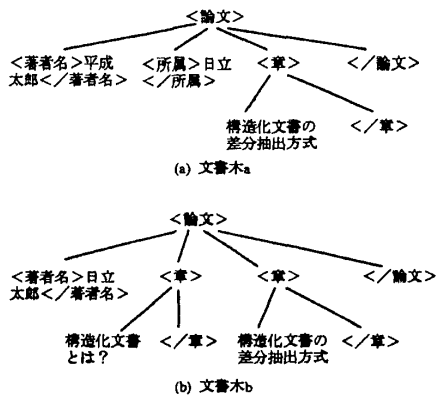 <論文>
<著者名>平成 <所属>日立 <章> </論文>
太郎</著者名> </所属>
構造化文書の </章>
差分抽出方式
(a) 文書木a
<論文>
<著者名>日立 <章> <章> </論文>
太郎</著者名>
構造化文書 </章> 構造化文書の </章>
とは? 差分抽出方式
(b) 文書木b